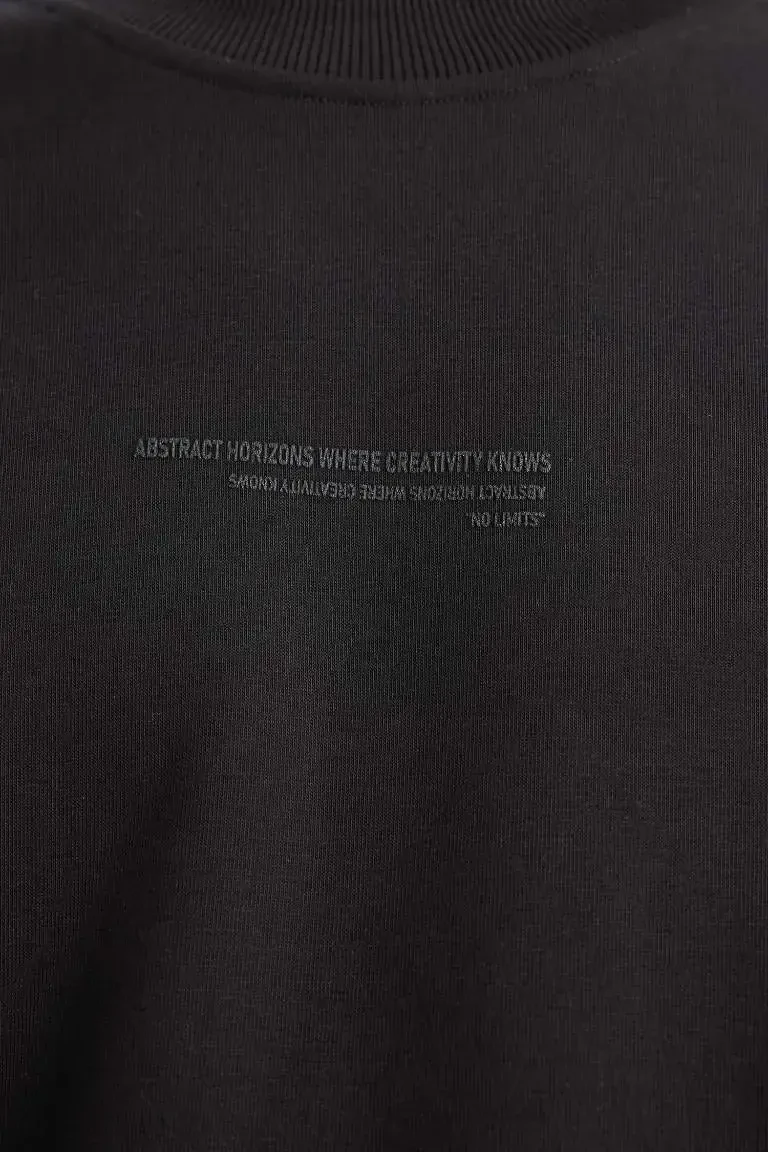 ABSTRACT HORIZONS WHERE CREATIVITY KNOWS
ABSTRACT HORIZONS WHERE CREATIVITY KNOWS
"NO LIMITS"